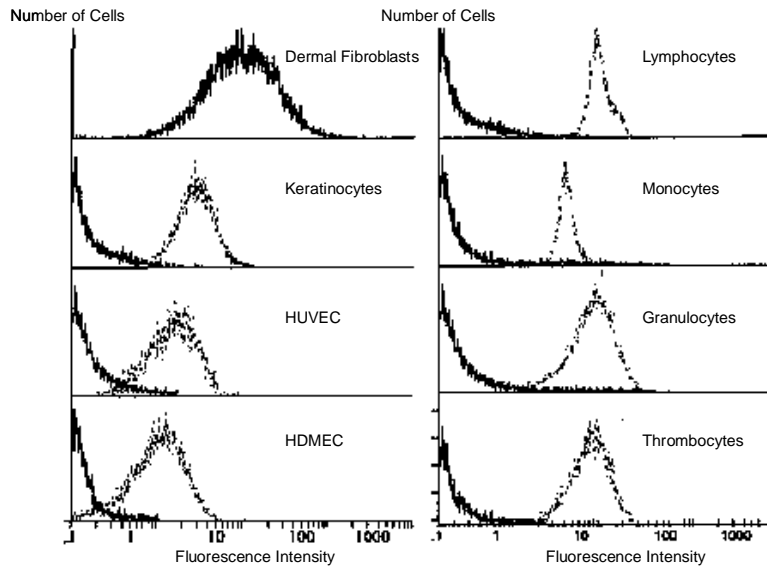 Number of Cells
Dermal Fibroblasts
Keratinocytes
HUVEC
HDMEC
1 10 100 1000
Fluorescence Intensity
Number of Cells
Lymphocytes
Monocytes
Granulocytes
Thrombocytes
.1 1 10 100 1000
Fluorescence Intensity